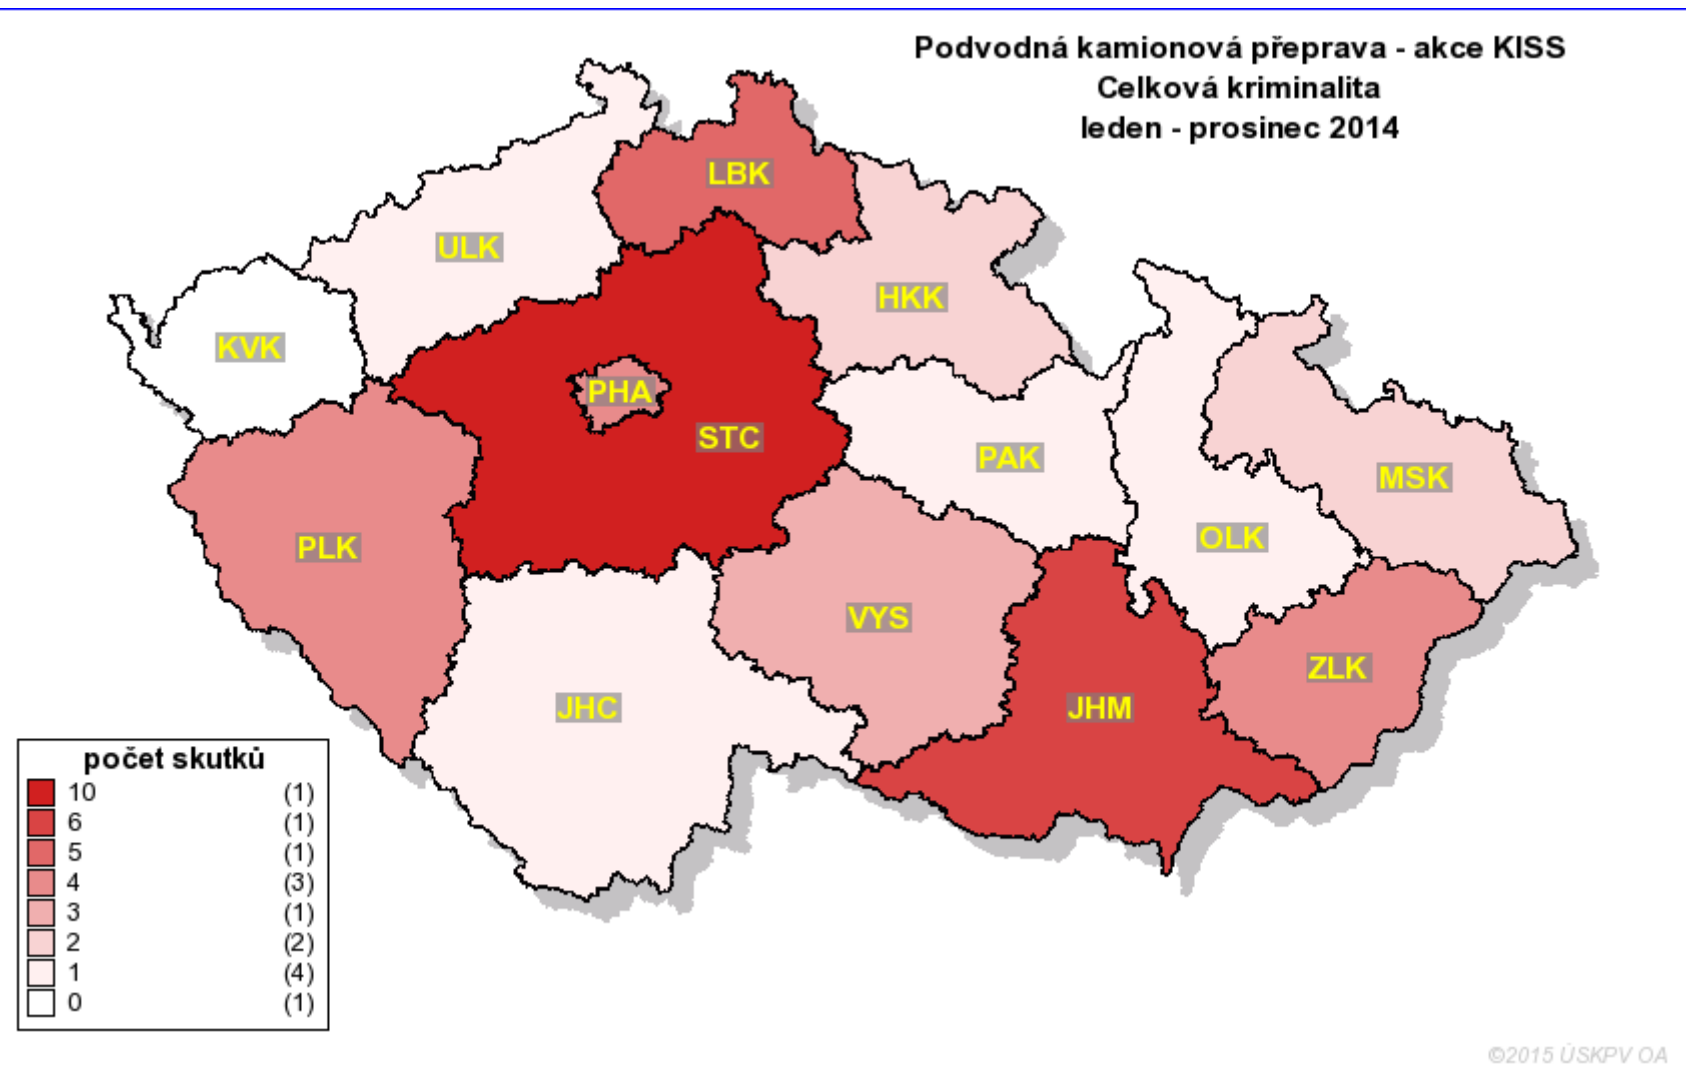 Podvodná kamionová přeprava - akce KISS
Celková kriminalita
leden - prosinec 2014
LBK
ULK
HKK
KVK
PHA
STC
PAK
MSK
OLK
PLK
VYS
ZLK
JHC
JHM
počet skutků
10 (1)
6 (1)
5 (1)
4 (3)
3 (1)
2 (2)
1 (4)
0 (1)
©2015 ÚSKPV OA